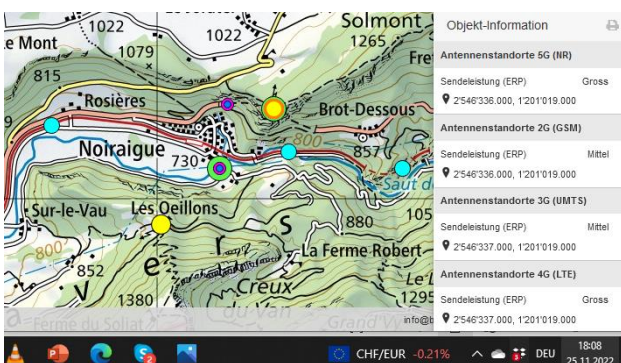 Solmont
1265
1022
1022
e Mont
1079
Fre
815
Rosières
Brot-Dessous
800
857
Noiraigue
730
Saut d
Sur-le-Vau
Les Oeillons
S
880
105
800
r
La Ferme Robert
852
e
Creux
Le L
V
1380
1295
du Van
Ferme du Soliat
Grand V
info@b
Objekt-Information
Antennenstandorte 5G (NR)
Sendeleistung (ERP) Gross
2'546'336.000, 1'201'019.000
Antennenstandorte 2G (GSM)
Sendeleistung (ERP) Mittel
2'546'337.000, 1'201'019.000
Antennenstandorte 3G (UMTS)
Sendeleistung (ERP) Mittel
2'546'337.000, 1'201'019.000
Antennenstandorte 4G (LTE)
Sendeleistung (ERP) Gross
2'546'337.000, 1'201'019.000
CHF/EUR -0.21%
DEU
18:08
25.11.2022